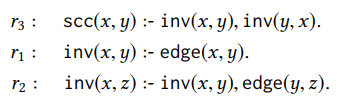 r₃ : scc(x, y) :- inv(x, y), inv(y, x).
r₁ : inv(x, y) :- edge(x, y).
r₂ : inv(x, z) :- inv(x, y), edge(y, z).